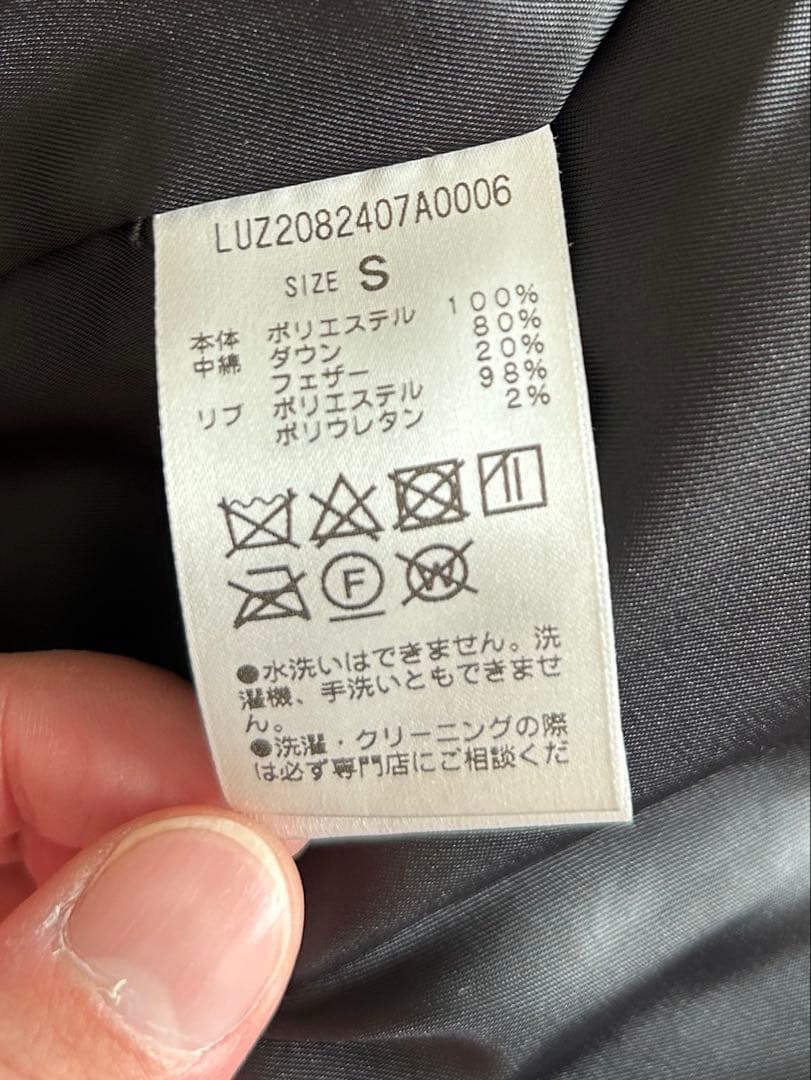 LUZ2082407A0006
SIZE S
本体 ポリエステル 100%
中綿 ダウン 80%
フェザー 20%
リブ ポリエステル 98%
ポリウレタン 2%
F W
●水洗いはできません。洗
濯機、手洗いともできませ
ん。
●洗濯・クリーニングの際
は必ず専門店にご相談くだ